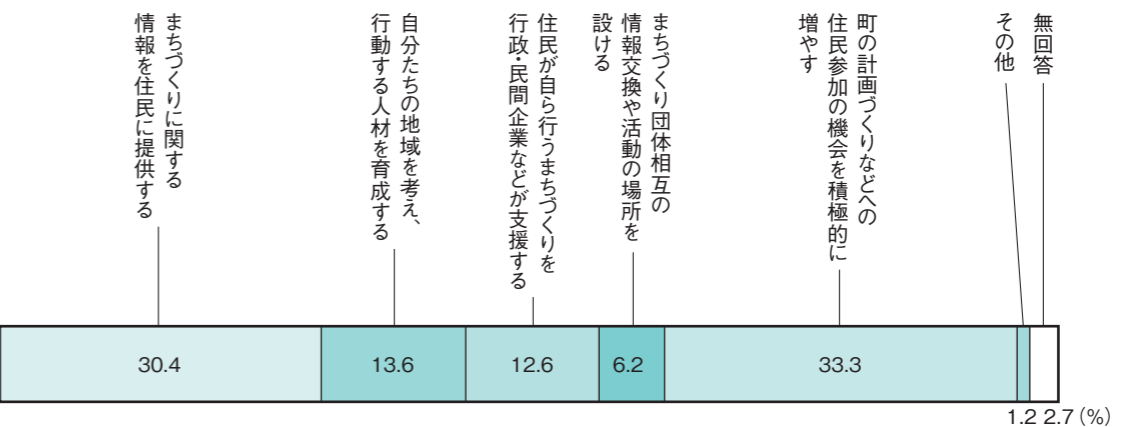 まちづくりに関する
情報を住民に提供する
自分たちの地域を考え、
行動する人材を育成する
住民が自ら行うまちづくりを
行政・民間企業などが支援する
まちづくり団体相互の
情報交換や活動の場所を
設ける
町の計画づくりなどへの
住民参加の機会を積極的に
増やす
その他
無回答
30.4
13.6
12.6
6.2
33.3
1.2 2.7 (%)